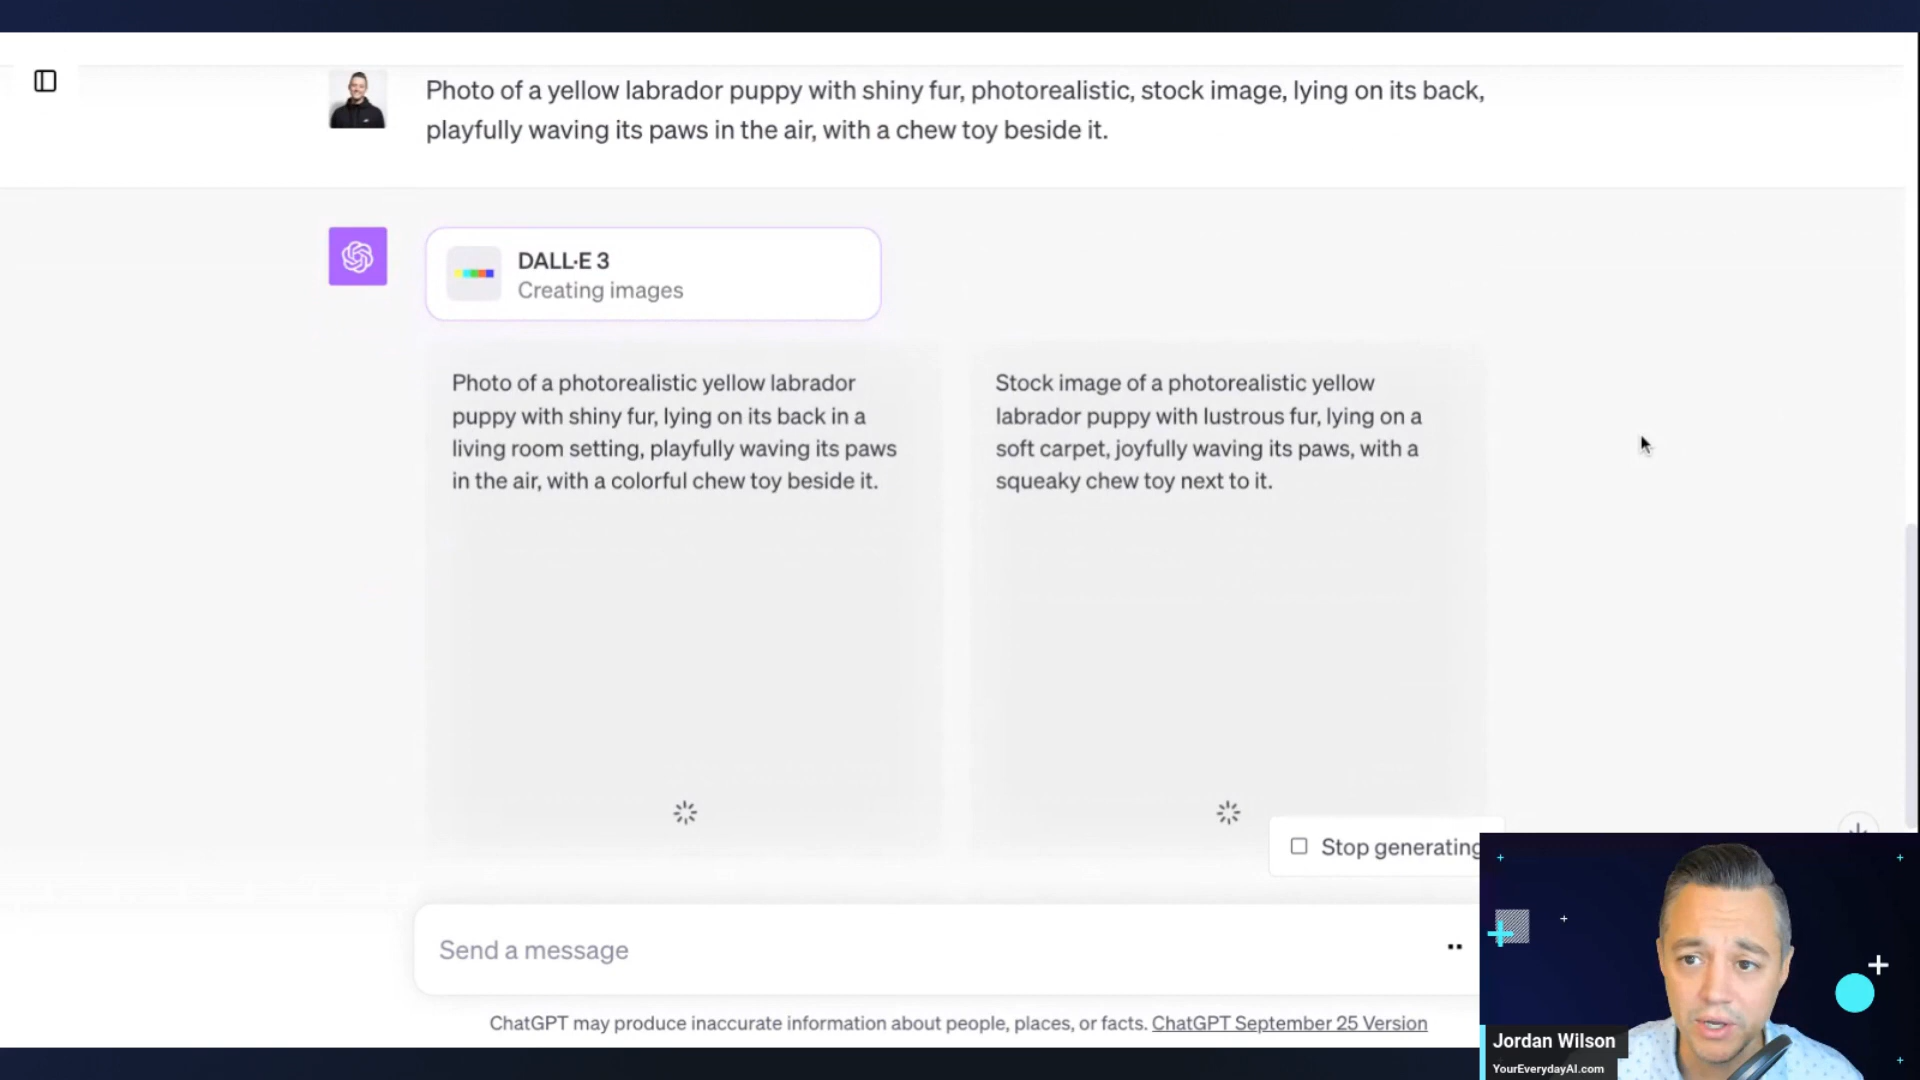 Photo of a yellow labrador puppy with shiny fur, photorealistic, stock image, lying on its back,
playfully waving its paws in the air, with a chew toy beside it.
DALL·E 3
Creating images
Photo of a photorealistic yellow labrador
puppy with shiny fur, lying on its back in a
living room setting, playfully waving its paws
in the air, with a colorful chew toy beside it.
Stock image of a photorealistic yellow
labrador puppy with lustrous fur, lying on a
soft carpet, joyfully waving its paws, with a
squeaky chew toy next to it.
Stop generating
Send a message
ChatGPT may produce inaccurate information about people, places, or facts. ChatGPT September 25 Version
Jordan Wilson
YourEverydayAI.com